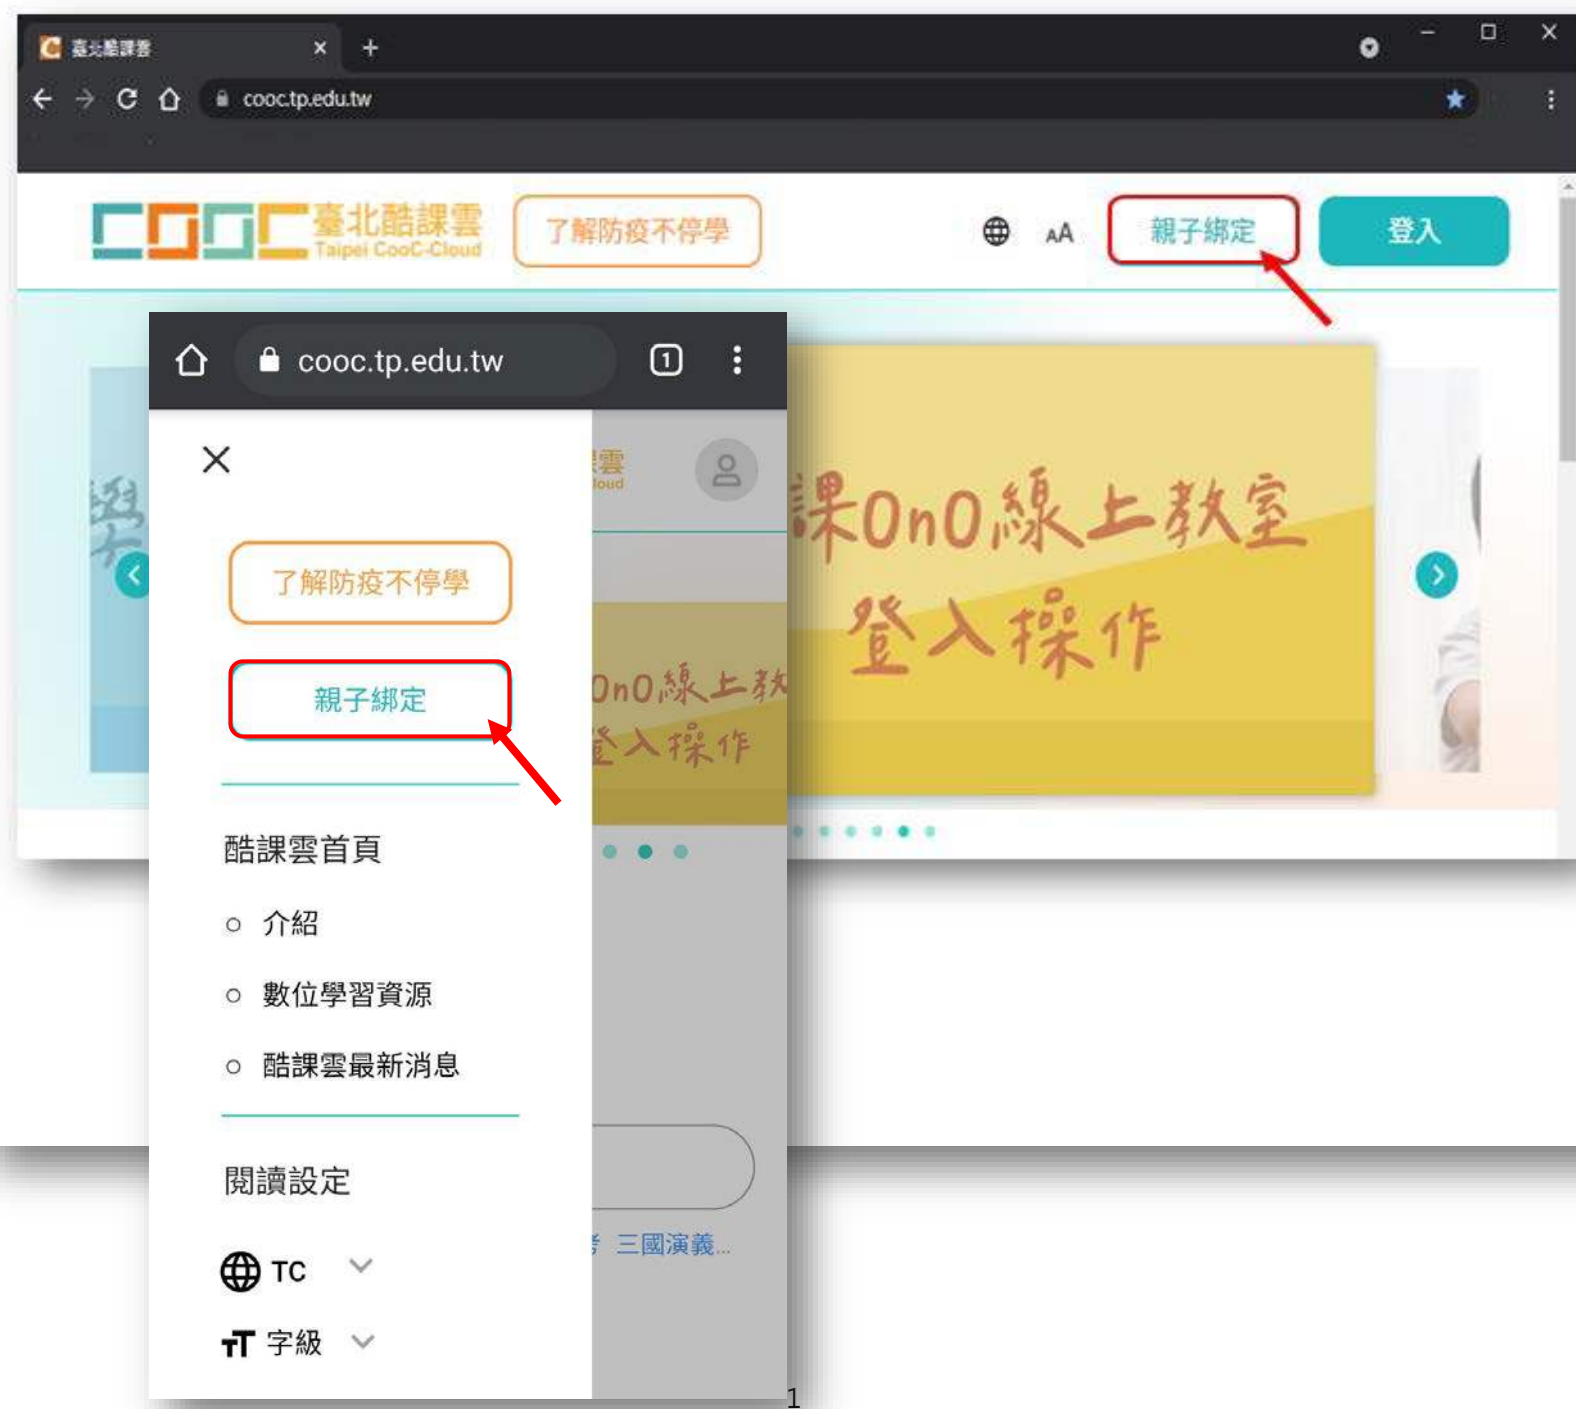 臺北酷課雲
cooc.tp.edu.tw
臺北酷課雲
Taipei CooC-Cloud
了解防疫不停學
AA
親子綁定
登入
課OnO線上教室
登入操作
cooc.tp.edu.tw
1
課雲
loud
了解防疫不停學
親子綁定
OnO線上教
登入操作
酷課雲首頁
介紹
數位學習資源
酷課雲最新消息
閱讀設定
三國演義...
TC
字級
1